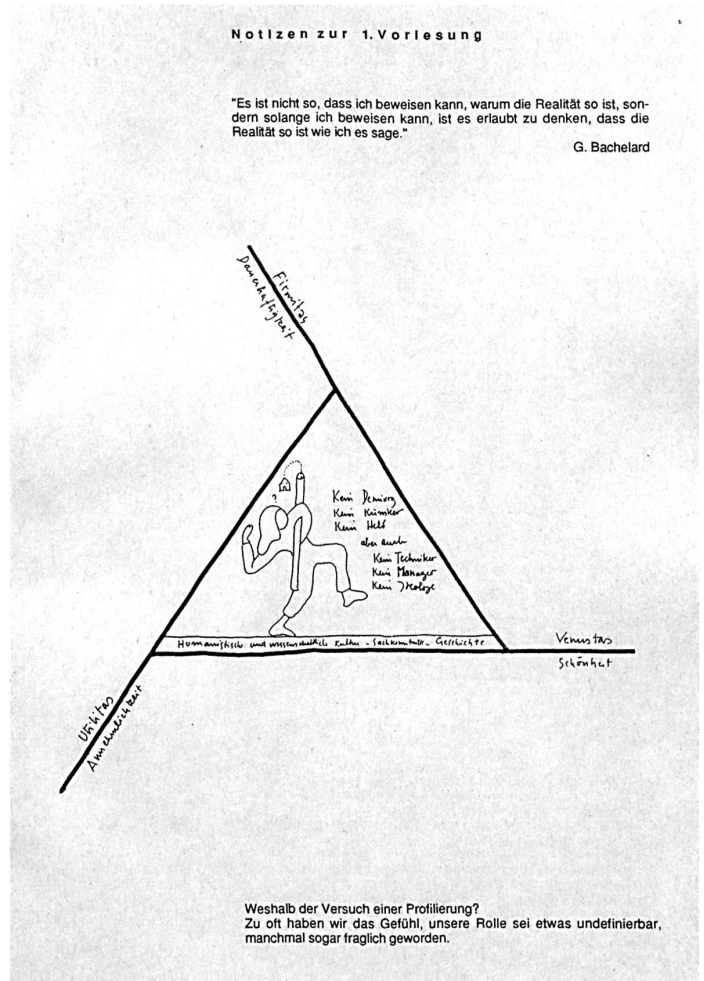 Notizen zur 1. Vorlesung
"Es ist nicht so, dass ich beweisen kann, warum die Realität so ist, son-
dern solange ich beweisen kann, ist es erlaubt zu denken, dass die
Realität so ist wie ich es sage."
G. Bachelard
Firmitas
Dauerhaftigkeit
?
Kein Demiurg
Kein Künstler
Kein Held
aber auch
Kein Techniker
Kein Manager
Kein Ideologe
Humanistisch und wissenschaftlich Kultur - Sachkenntnis - Geschichte
Venustas
Schönheit
Utilitas
Annehmlichkeit
Weshalb der Versuch einer Profilierung?
Zu oft haben wir das Gefühl, unsere Rolle sei etwas undefinierbar,
manchmal sogar fraglich geworden.